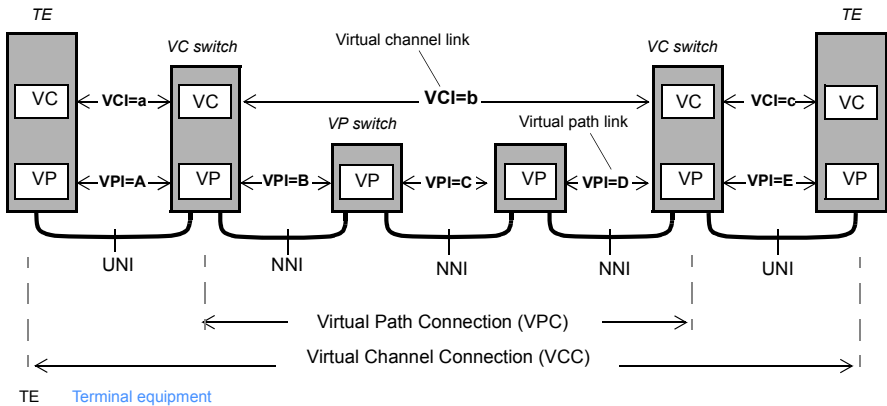 TE
TE
VC switch
Virtual channel link
VC switch
VC
VCI=a
VC
VCI=b
VC
VCI=c
VC
VP switch
Virtual path link
VP
VPI=A
VP
VPI=B
VP
VPI=C
VP
VPI=D
VP
VPI=E
VP
UNI
NNI
NNI
NNI
UNI
Virtual Path Connection (VPC)
Virtual Channel Connection (VCC)
TE Terminal equipment